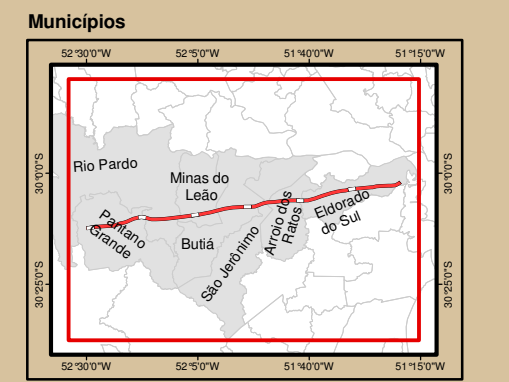 Municípios
52°30'0"W 52°5'0"W 51°40'0"W 51°15'0"W
30°0'0"S 30°0'0"S
Rio Pardo
Minas do
Leão
Pantano
Grande
Butiá
São Jerônimo
Arroio dos
Ratos
Eldorado
do Sul
30°25'0"S 30°25'0"S
52°30'0"W 52°5'0"W 51°40'0"W 51°15'0"W